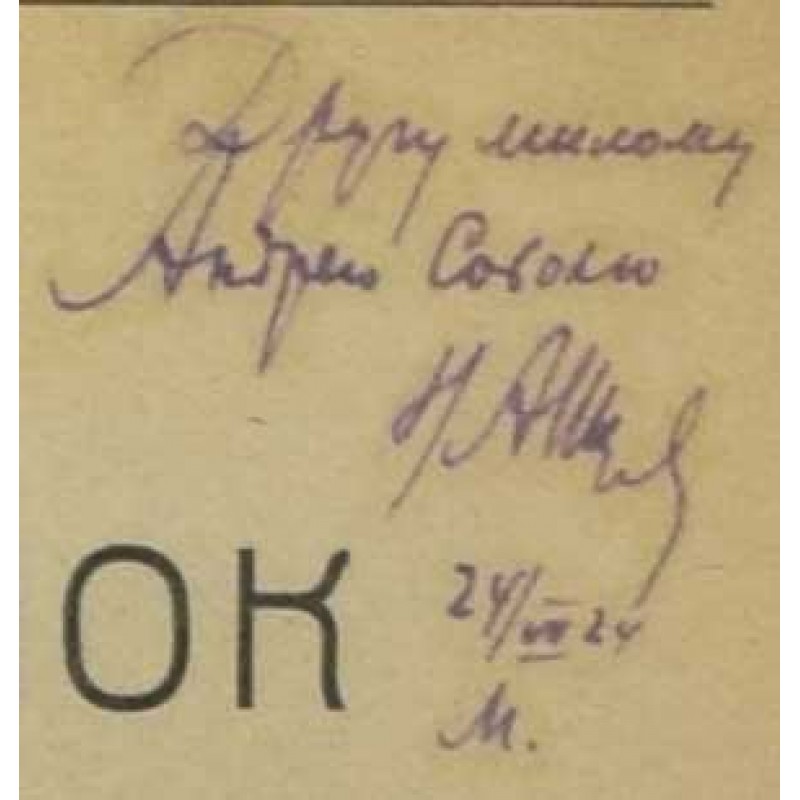 Другу милому
Андрею Соболю
24/VII 24
М.
ОК